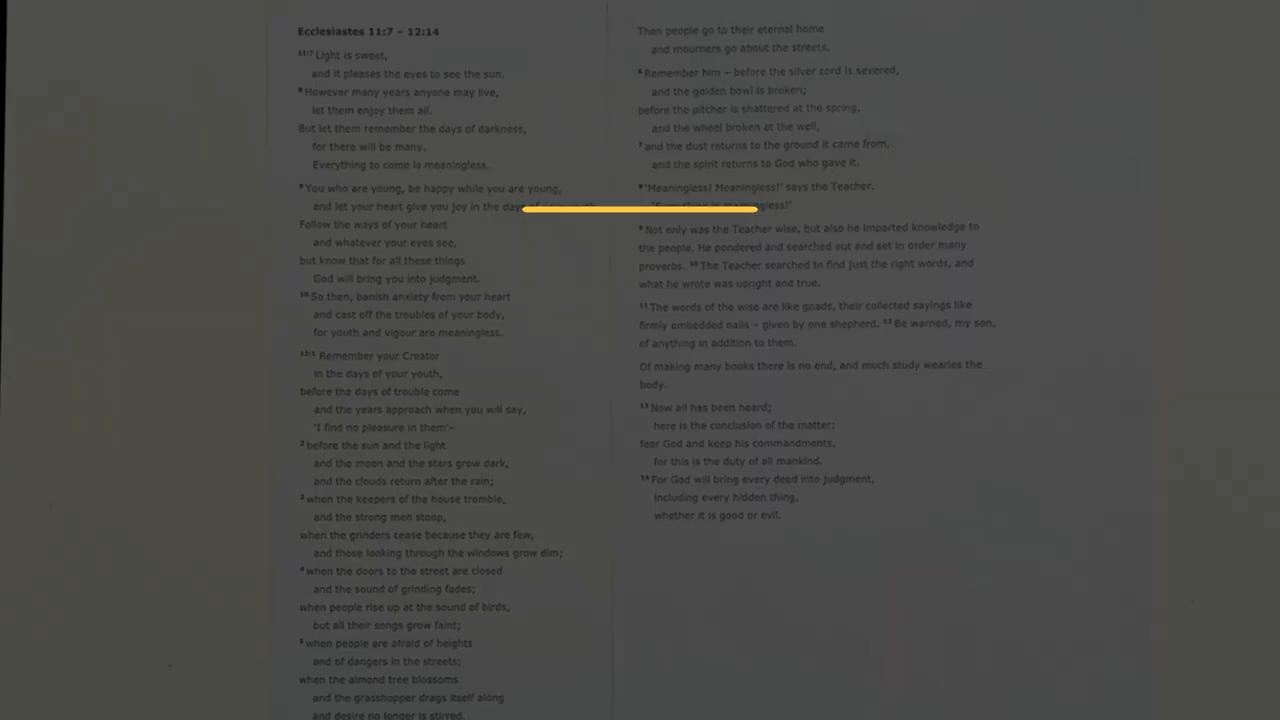 Ecclesiastes 11:7 – 12:14
11:7 Light is sweet,
and it pleases the eyes to see the sun.
8 However many years anyone may live,
let them enjoy them all.
But let them remember the days of darkness,
for there will be many.
Everything to come is meaningless.
9 You who are young, be happy while you are young,
and let your heart give you joy in the days
Follow the ways of your heart
and whatever your eyes see,
but know that for all these things
God will bring you into judgment.
10 So then, banish anxiety from your heart
and cast off the troubles of your body,
for youth and vigour are meaningless.
12:1 Remember your Creator
in the days of your youth,
before the days of trouble come
and the years approach when you will say,
'I find no pleasure in them'–
2 before the sun and the light
and the moon and the stars grow dark,
and the clouds return after the rain;
3 when the keepers of the house tremble,
and the strong men stoop,
when the grinders cease because they are few,
and those looking through the windows grow dim;
4 when the doors to the street are closed
and the sound of grinding fades;
when people rise up at the sound of birds,
but all their songs grow faint;
5 when people are afraid of heights
and of dangers in the streets;
when the almond tree blossoms
and the grasshopper drags itself along
and desire no longer is stirred.
Then people go to their eternal home
and mourners go about the streets.
6 Remember him – before the silver cord is severed,
and the golden bowl is broken;
before the pitcher is shattered at the spring,
and the wheel broken at the well,
7 and the dust returns to the ground it came from,
and the spirit returns to God who gave it.
8 'Meaningless! Meaningless!' says the Teacher.
'Everything is meaningless!'
9 Not only was the Teacher wise, but also he imparted knowledge to
the people. He pondered and searched out and set in order many
proverbs. 10 The Teacher searched to find just the right words, and
what he wrote was upright and true.
11 The words of the wise are like goads, their collected sayings like
firmly embedded nails – given by one shepherd. 12 Be warned, my son,
of anything in addition to them.
Of making many books there is no end, and much study wearies the
body.
13 Now all has been heard;
here is the conclusion of the matter:
fear God and keep his commandments,
for this is the duty of all mankind.
14 For God will bring every deed into judgment,
including every hidden thing,
whether it is good or evil.